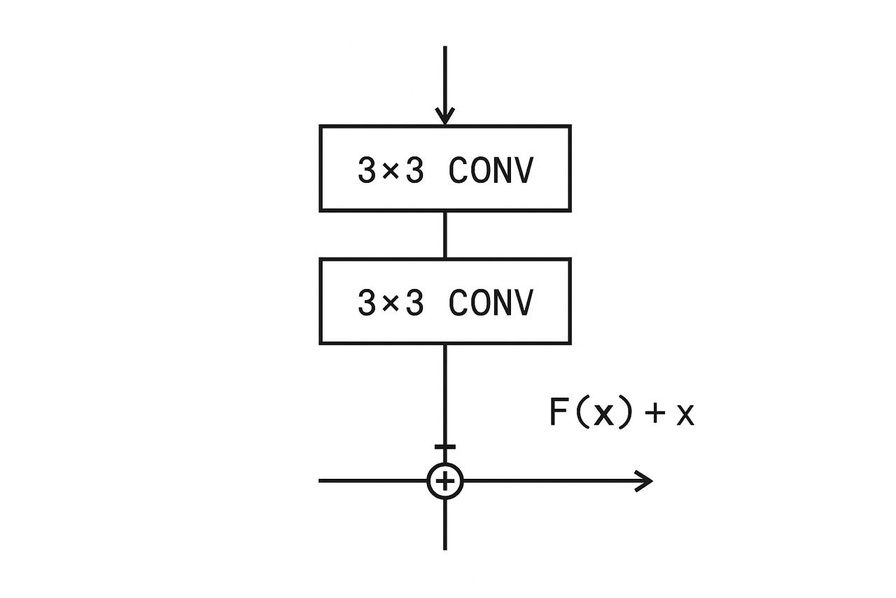 3×3 CONV
3×3 CONV
F(x) + x
+